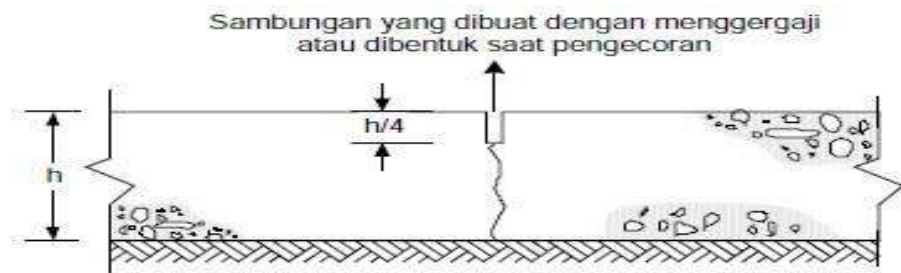 Sambungan yang dibuat dengan menggergaji
atau dibentuk saat pengecoran
h/4
h